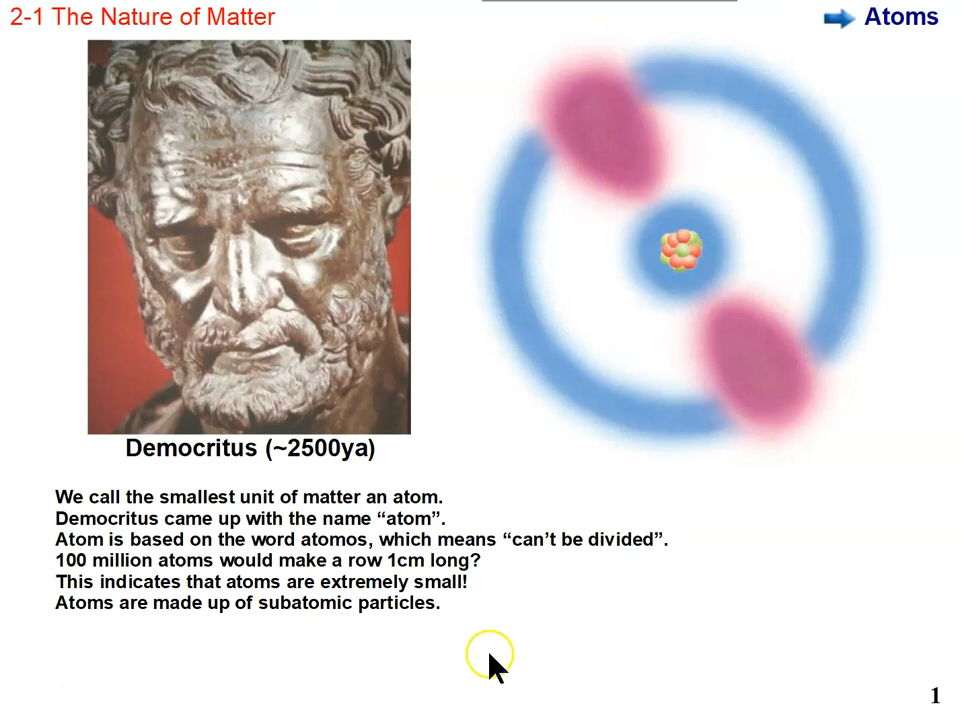 2-1 The Nature of Matter
Atoms
Democritus (~2500ya)
We call the smallest unit of matter an atom.
Democritus came up with the name “atom”.
Atom is based on the word atomos, which means “can’t be divided”.
100 million atoms would make a row 1cm long?
This indicates that atoms are extremely small!
Atoms are made up of subatomic particles.
1